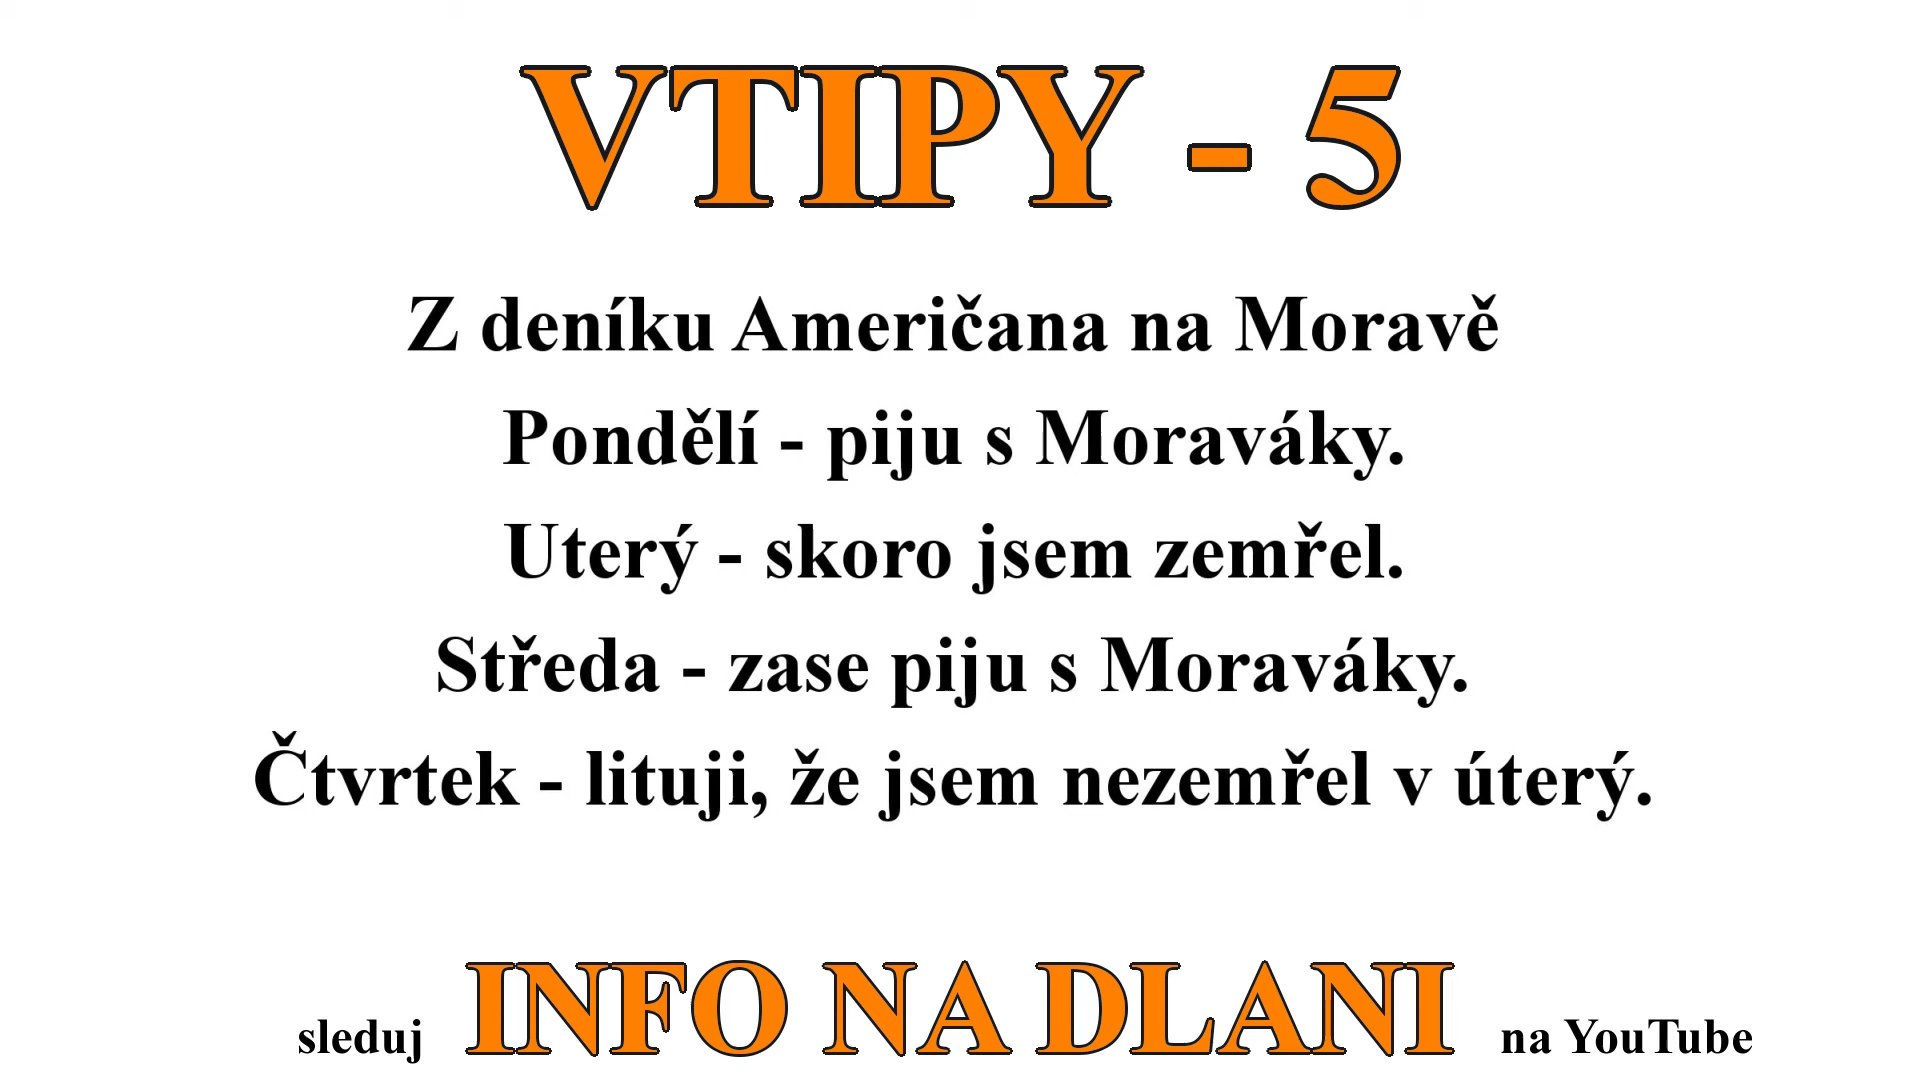 VTIPY - 5
Z deníku Američana na Moravě
Pondělí - piju s Moraváky.
Uterý - skoro jsem zemřel.
Středa - zase piju s Moraváky.
Čtvrtek - lituji, že jsem nezemřel v úterý.
sleduj INFO NA DLANI na YouTube